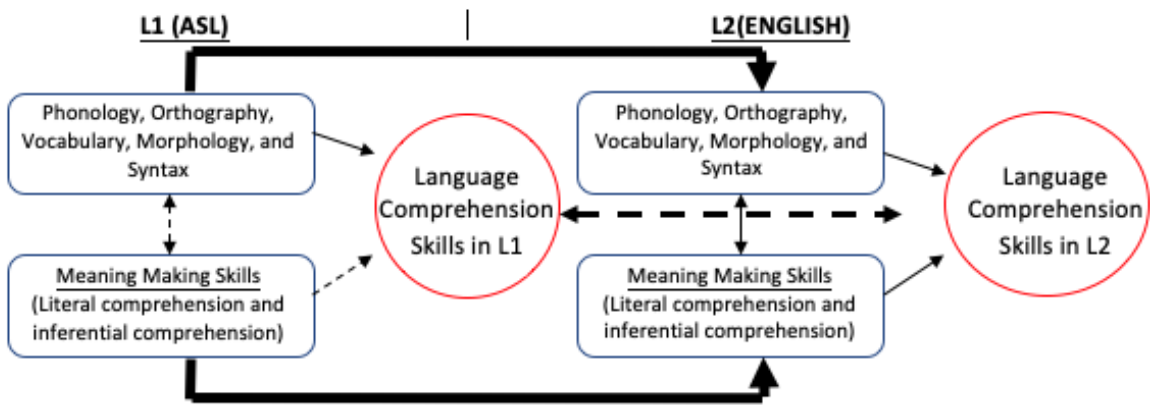 L1 (ASL)
L2(ENGLISH)
Phonology, Orthography,
Vocabulary, Morphology, and
Syntax
Language
Comprehension
Skills in L1
Phonology, Orthography,
Vocabulary, Morphology, and
Syntax
Language
Comprehension
Skills in L2
Meaning Making Skills
(Literal comprehension and
inferential comprehension)
Meaning Making Skills
(Literal comprehension and
inferential comprehension)